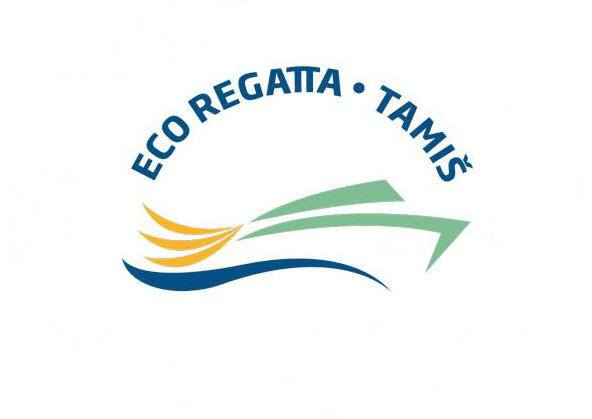 ECO REGATTA • TAMIŠ